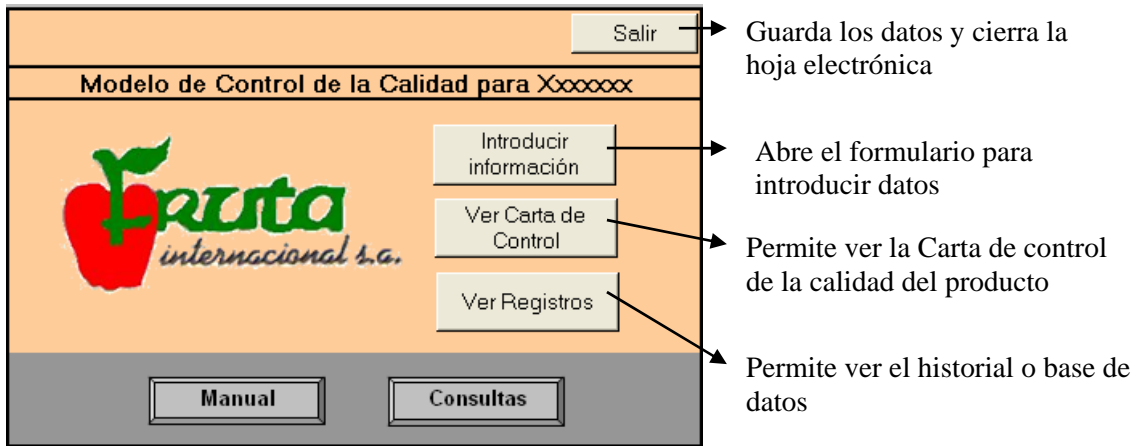 Salir
Guarda los datos y cierra la
hoja electrónica
Modelo de Control de la Calidad para Xxxxxxx
Fruta
internacional s.a.
Introducir
información
Abre el formulario para
introducir datos
Ver Carta de
Control
Permite ver la Carta de control
de la calidad del producto
Ver Registros
Permite ver el historial o base de
datos
Manual
Consultas